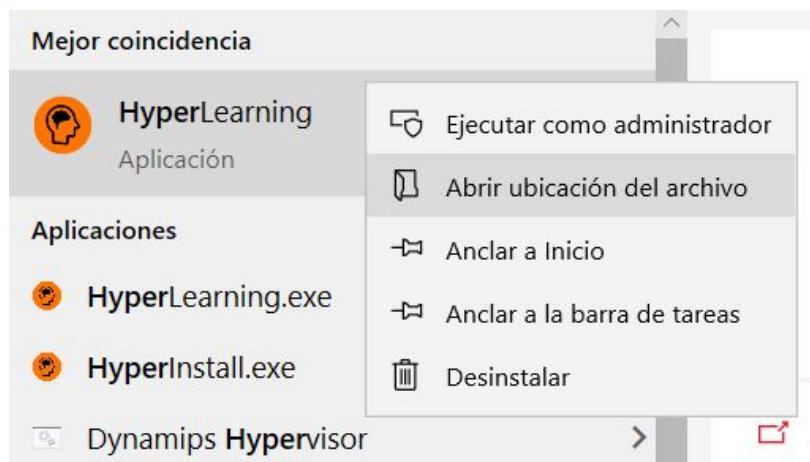 Mejor coincidencia
HyperLearning
Aplicación
Aplicaciones
HyperLearning.exe
HyperInstall.exe
Dynamips Hypervisor
Ejecutar como administrador
Abrir ubicación del archivo
Anclar a Inicio
Anclar a la barra de tareas
Desinstalar